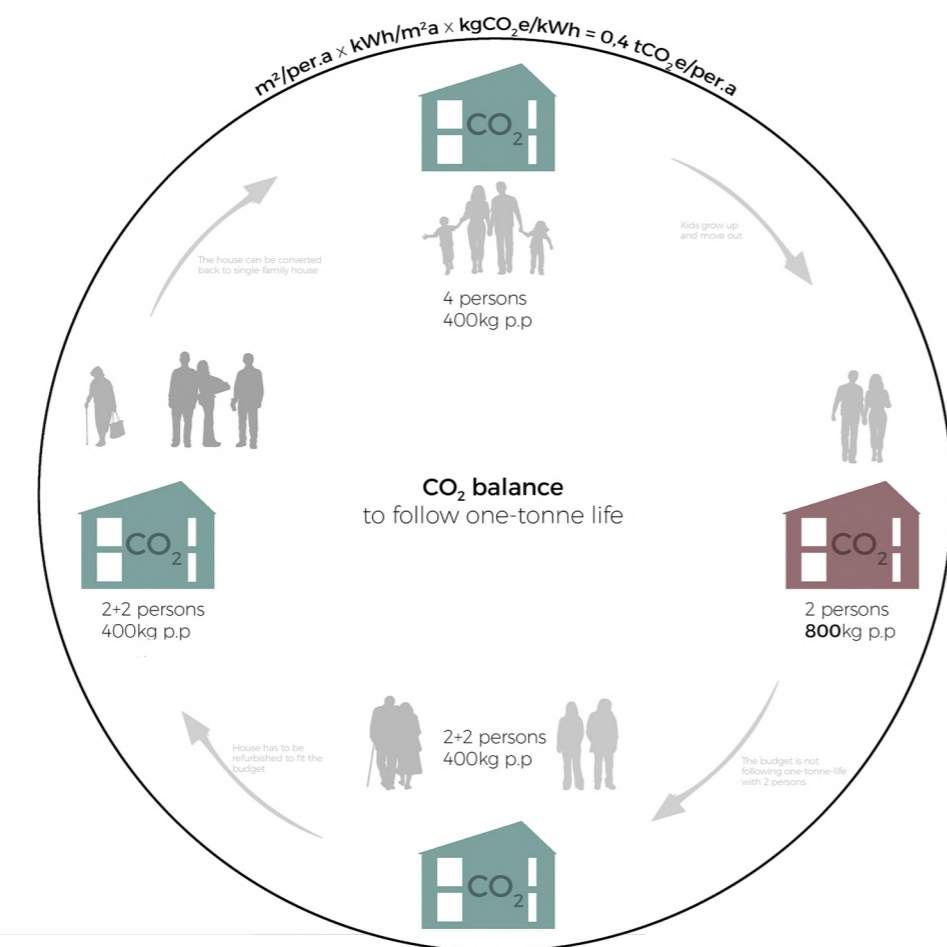 m²/per.a x kWh/m²a x kgCO₂e/kWh = 0,4 tCO₂e/per.a
CO₂
4 persons
400kg p.p
Kids grow up
and move out
The house can be converted
back to single-family house
CO₂ balance
to follow one-tonne life
CO₂
2 persons
800kg p.p
CO₂
2+2 persons
400kg p.p
The budget is not
following one-tonne-life
with 2 persons
2+2 persons
400kg p.p
House has to be
refurbished to fit the
budget
CO₂